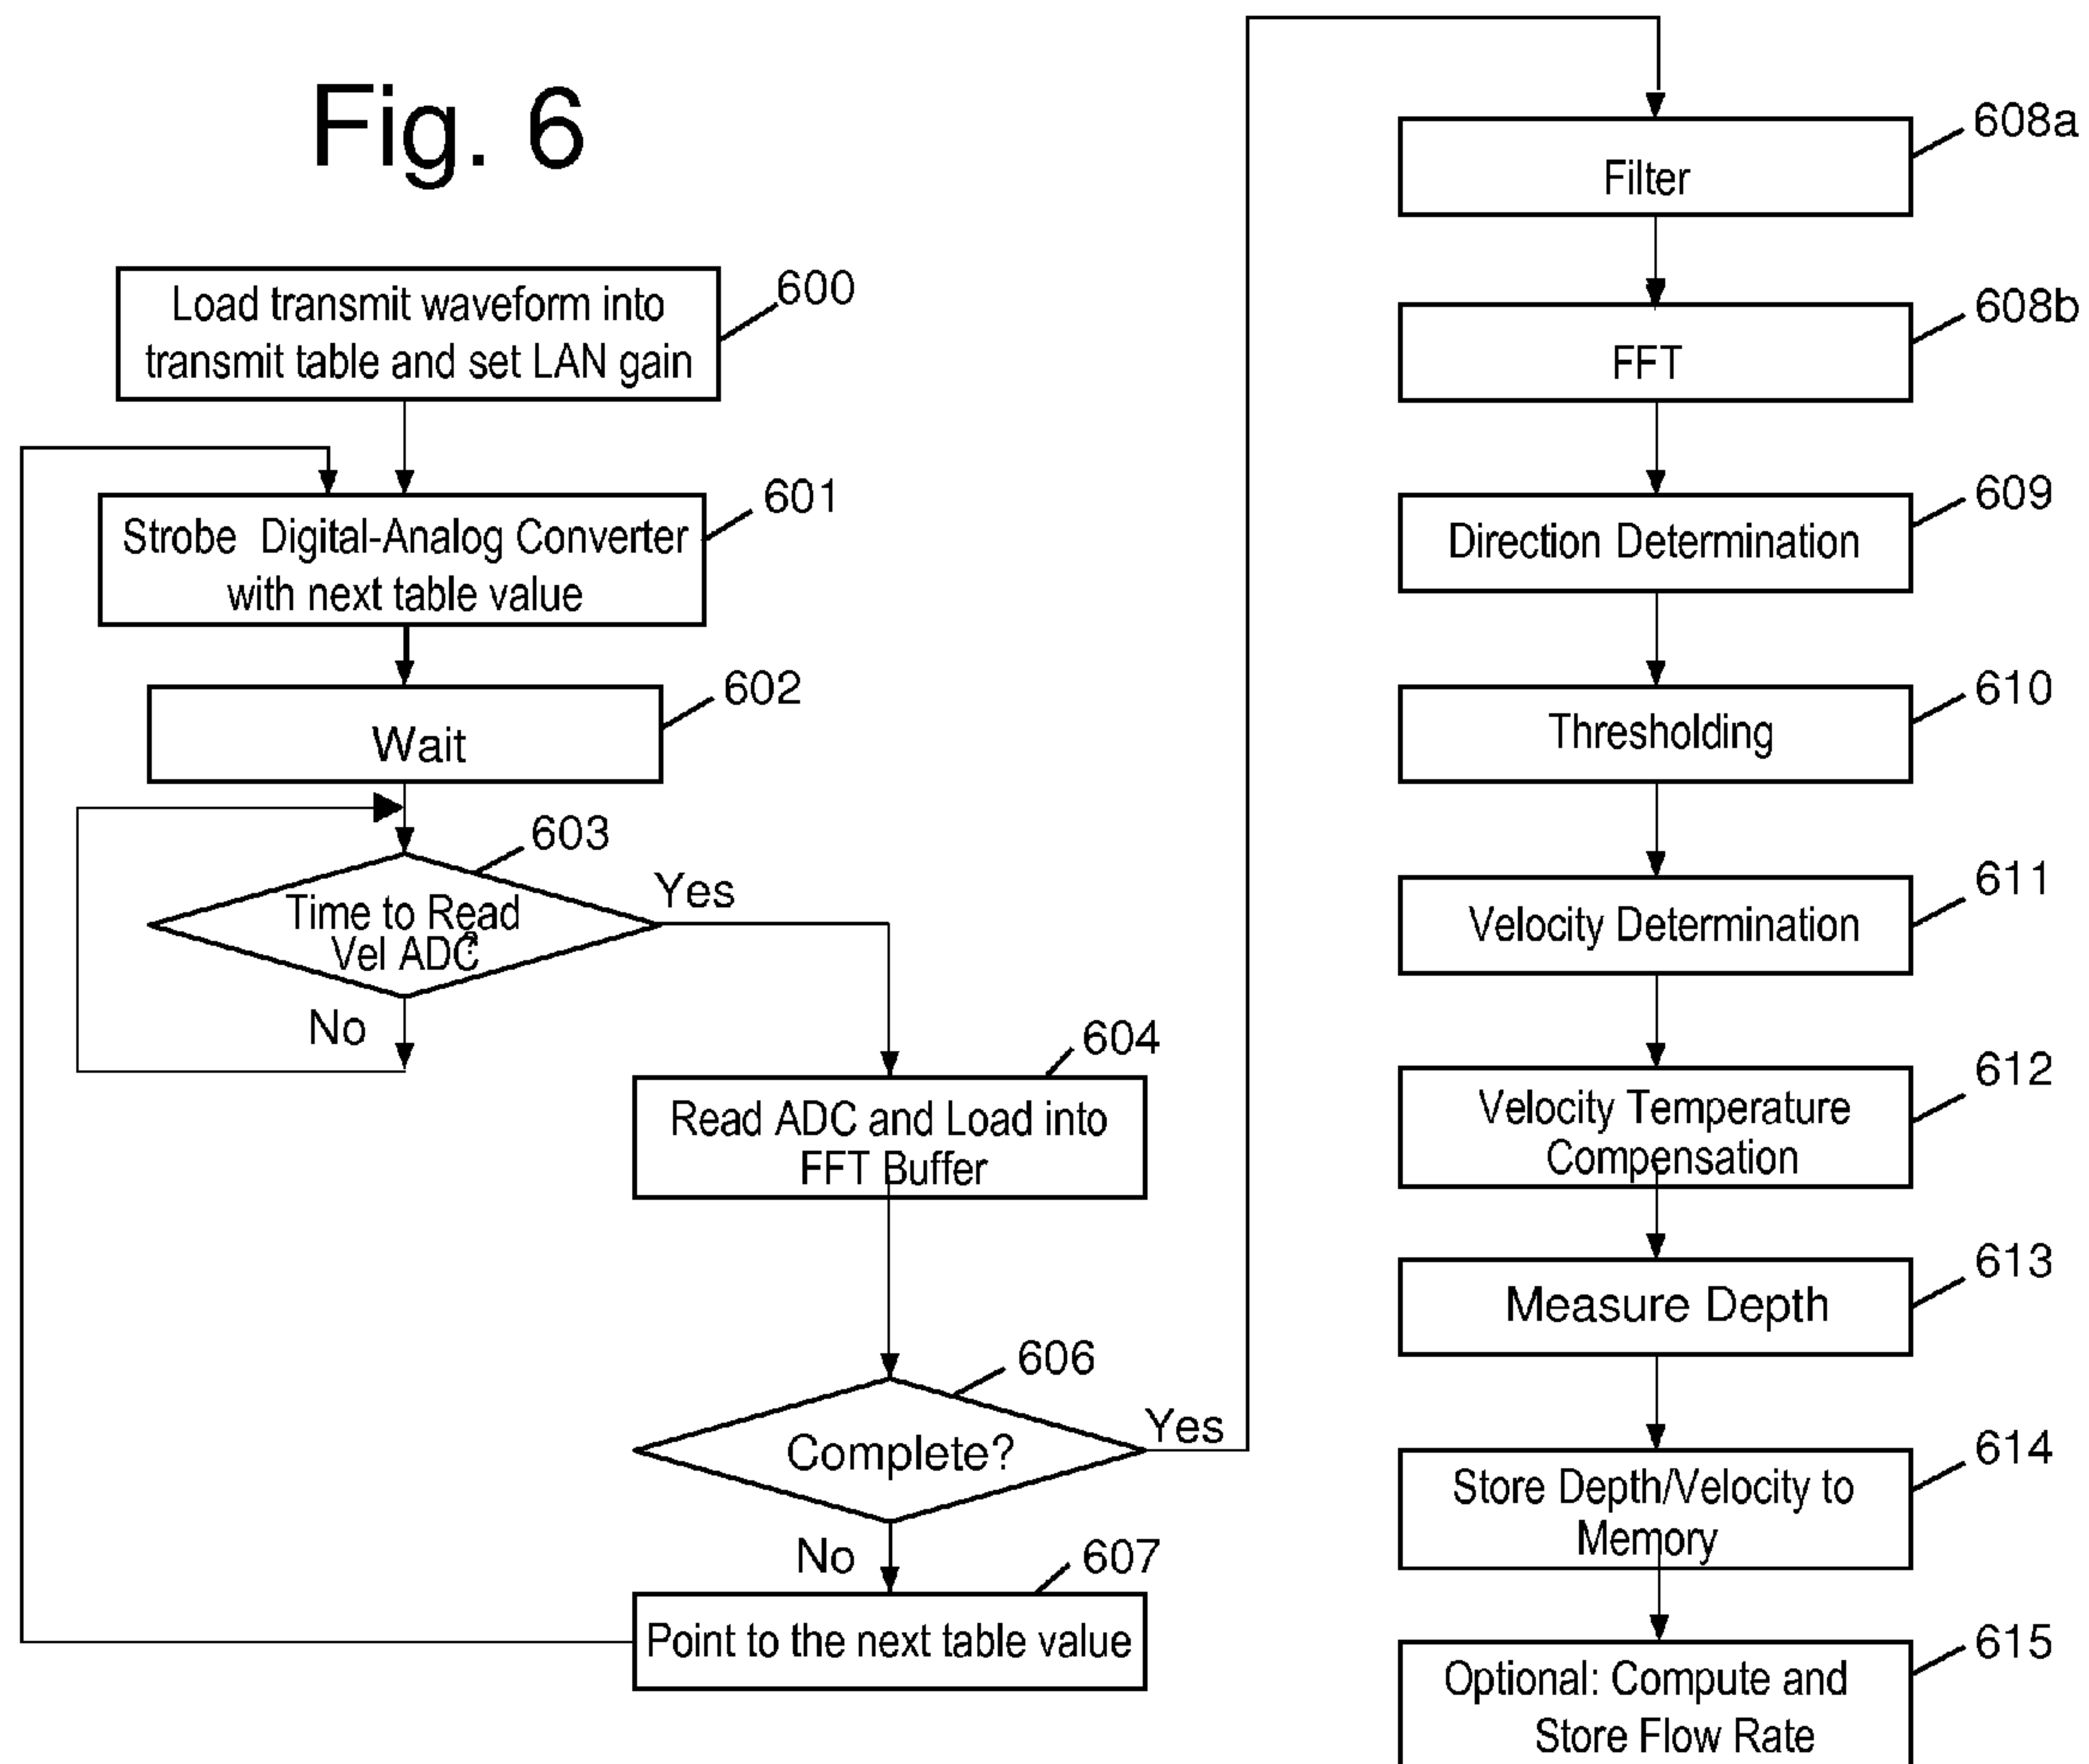 Fig. 6
Load transmit waveform into
transmit table and set LAN gain
600
Strobe Digital-Analog Converter
with next table value
601
Wait
602
Time to Read
Vel ADC?
603
Yes
No
Read ADC and Load into
FFT Buffer
604
Complete?
606
Yes
No
Point to the next table value
607
Filter
608a
FFT
608b
Direction Determination
609
Thresholding
610
Velocity Determination
611
Velocity Temperature
Compensation
612
Measure Depth
613
Store Depth/Velocity to
Memory
614
Optional: Compute and
Store Flow Rate
615